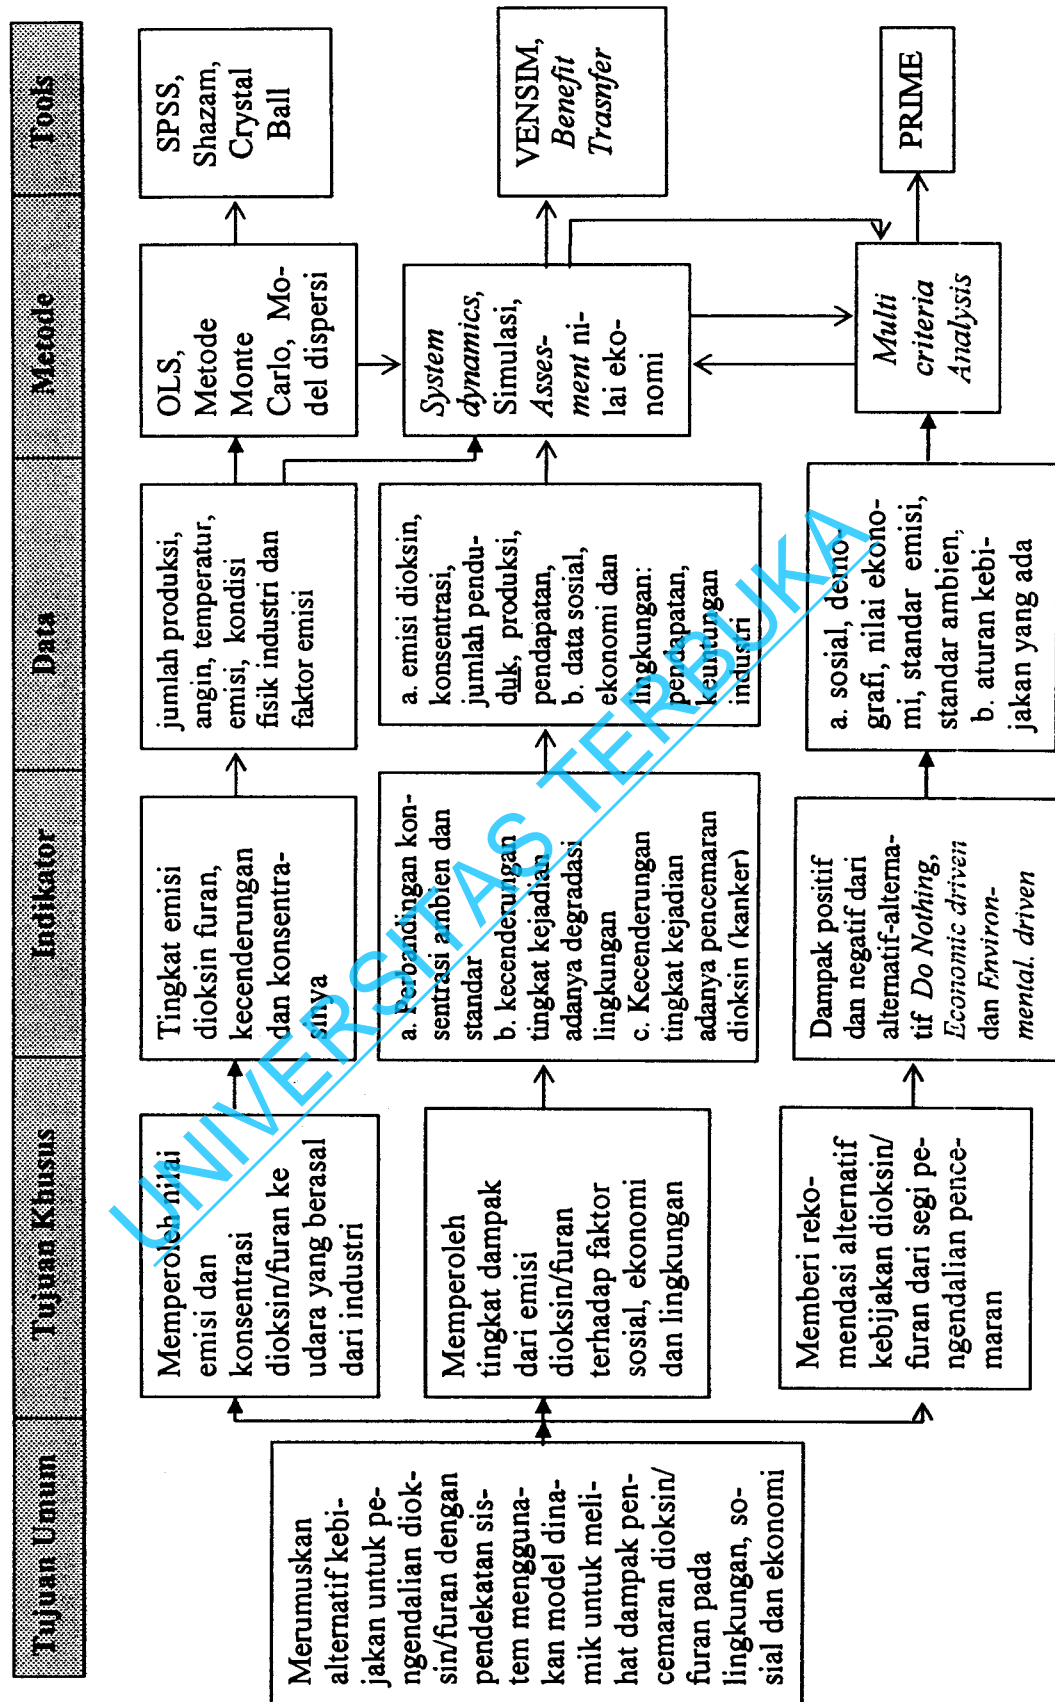 Tujuan Umum
Tujuan Khusus
Indikator
Data
Metode
Tools
Merumuskan
alternatif kebi-
jakan untuk pe-
ngendalian diok-
sin/furan dengan
pendekatan sis-
tem mengguna-
kan model dina-
mik untuk meli-
hat dampak pen-
cemaran dioksin/
furan pada
lingkungan, so-
sial dan ekonomi
Memperoleh nilai
emisi dan
konsentrasi
dioksin/furan ke
udara yang berasal
dari industri
Tingkat emisi
dioksin furan,
kecenderungan
dan konsentra-
sinya
jumlah produksi,
angin, temperatur,
emisi, kondisi
fisik industri dan
faktor emisi
OLS,
Metode
Monte
Carlo, Mo-
del dispersi
SPSS,
Shazam,
Crystal
Ball
Memperoleh
tingkat dampak
dari emisi
dioksin/furan
terhadap faktor
sosial, ekonomi
dan lingkungan
a. Perbandingan kon-
sentrasi ambien dan
standar
b. kecenderungan
tingkat kejadian
adanya degradasi
lingkungan
c. Kecenderungan
tingkat kejadian
adanya pencemaran
dioksin (kanker)
a. emisi dioksin,
konsentrasi,
jumlah pendu-
duk, produksi,
pendapatan,
b. data sosial,
ekonomi dan
lingkungan:
pendapatan,
keuntungan
industri
System
dynamics,
Simulasi,
Asses-
ment ni-
lai eko-
nomi
VENSIM,
Benefit
Trasnfer
Memberi reko-
mendasi alternatif
kebijakan dioksin/
furan dari segi pe-
ngendalian pence-
maran
Dampak positif
dan negatif dari
alternatif-alterna-
tif Do Nothing,
Economic driven
dan Environ-
mental. driven
a. sosial, demo-
grafi, nilai ekono-
mi, standar emisi,
standar ambien,
b. aturan kebi-
jakan yang ada
Multi
criteria
Analysis
PRIME
UNIVERSITAS TERBUKA